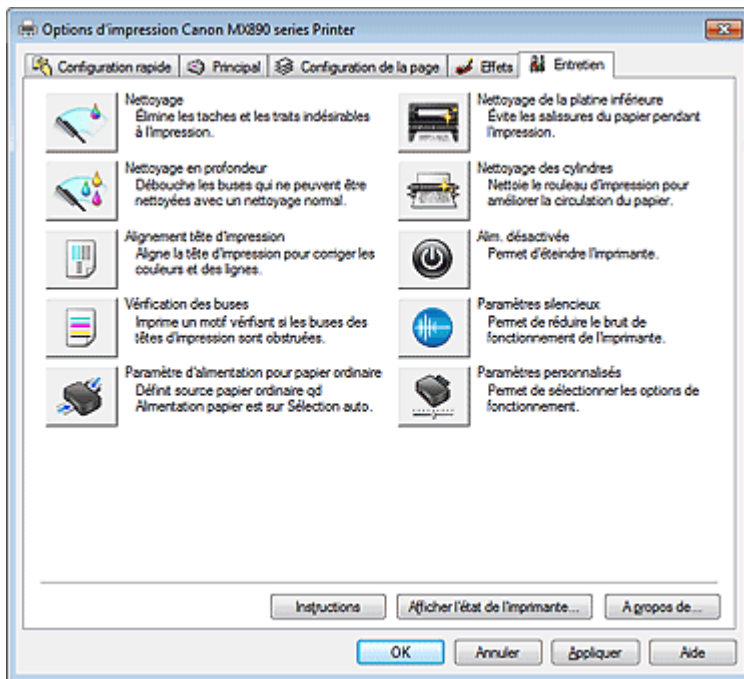 Options d'impression Canon MX890 series Printer
Configuration rapide
Principal
Configuration de la page
Effets
Entretien
Nettoyage
Élimine les taches et les traits indésirables
à l'impression.
Nettoyage de la platine inférieure
Évite les salissures du papier pendant
l'impression.
Nettoyage en profondeur
Débouche les buses qui ne peuvent être
nettoyées avec un nettoyage normal.
Nettoyage des cylindres
Nettoie le rouleau d'impression pour
améliorer la circulation du papier.
Alignement tête d'impression
Aligne la tête d'impression pour corriger les
couleurs et des lignes.
Alim. désactivée
Permet d'éteindre l'imprimante.
Vérification des buses
Imprime un motif vérifiant si les buses des
têtes d'impression sont obstruées.
Paramètres silencieux
Permet de réduire le bruit de
fonctionnement de l'imprimante.
Paramètre d'alimentation pour papier ordinaire
Définit source papier ordinaire qd
Alimentation papier est sur Sélection auto.
Paramètres personnalisés
Permet de sélectionner les options de
fonctionnement.
Instructions
Afficher l'état de l'imprimante...
A propos de...
OK
Annuler
Appliquer
Aide